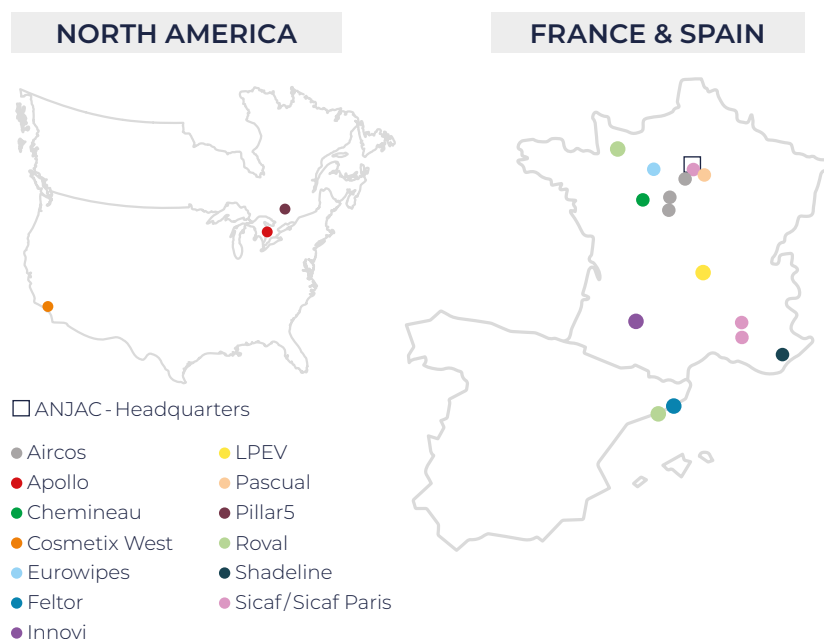 NORTH AMERICA
FRANCE & SPAIN
ANJAC - Headquarters
Aircos
Apollo
Chemineau
Cosmetix West
Eurowipes
Feltor
Innovi
LPEV
Pascual
Pillar5
Roval
Shadeline
Sicaf/Sicaf Paris